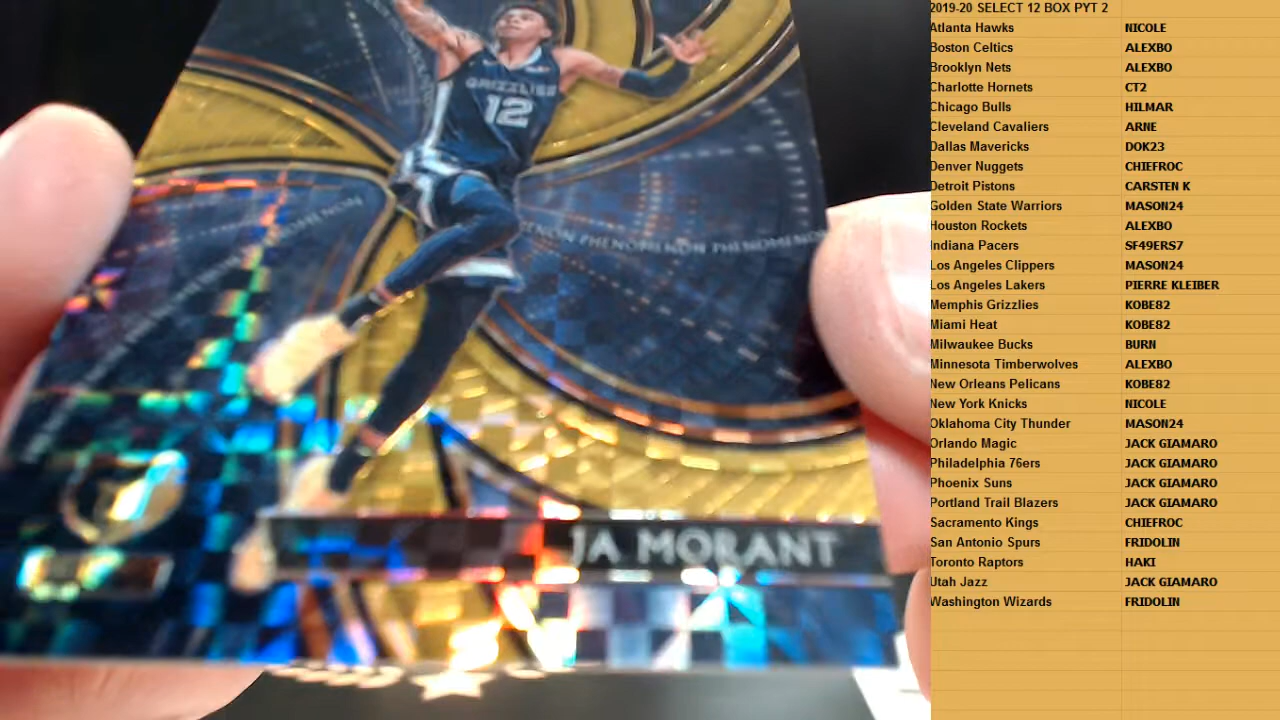 GRIZZLIES
12
PHENOMENON
PHENOMENON PHENOMENON
JA MORANT
2019-20 SELECT 12 BOX PYT 2
Atlanta Hawks NICOLE
Boston Celtics ALEXBO
Brooklyn Nets ALEXBO
Charlotte Hornets CT2
Chicago Bulls HILMAR
Cleveland Cavaliers ARNE
Dallas Mavericks DOK23
Denver Nuggets CHIEFROC
Detroit Pistons CARSTEN K
Golden State Warriors MASON24
Houston Rockets ALEXBO
Indiana Pacers SF49ERS7
Los Angeles Clippers MASON24
Los Angeles Lakers PIERRE KLEIBER
Memphis Grizzlies KOBE82
Miami Heat KOBE82
Milwaukee Bucks BURN
Minnesota Timberwolves ALEXBO
New Orleans Pelicans KOBE82
New York Knicks NICOLE
Oklahoma City Thunder MASON24
Orlando Magic JACK GIAMARO
Philadelphia 76ers JACK GIAMARO
Phoenix Suns JACK GIAMARO
Portland Trail Blazers JACK GIAMARO
Sacramento Kings CHIEFROC
San Antonio Spurs FRIDOLIN
Toronto Raptors HAKI
Utah Jazz JACK GIAMARO
Washington Wizards FRIDOLIN